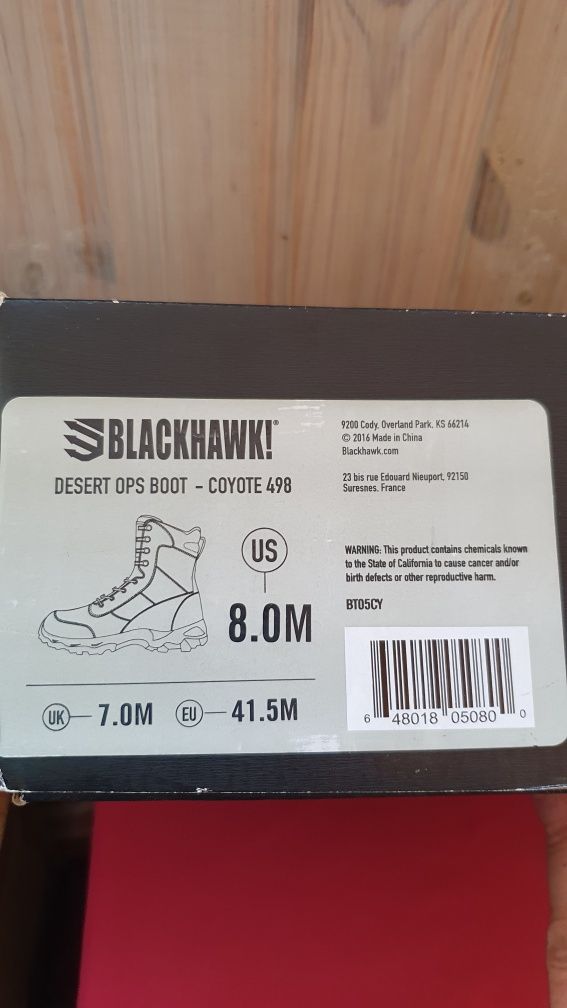 BLACKHAWK!®
DESERT OPS BOOT - COYOTE 498
US
8.0M
UK 7.0M EU 41.5M
9200 Cody, Overland Park, KS 66214
© 2016 Made in China
Blackhawk.com
23 bis rue Edouard Nieuport, 92150
Suresnes, France
WARNING: This product contains chemicals known
to the State of California to cause cancer and/or
birth defects or other reproductive harm.
BT05CY
6 48018 05080 0